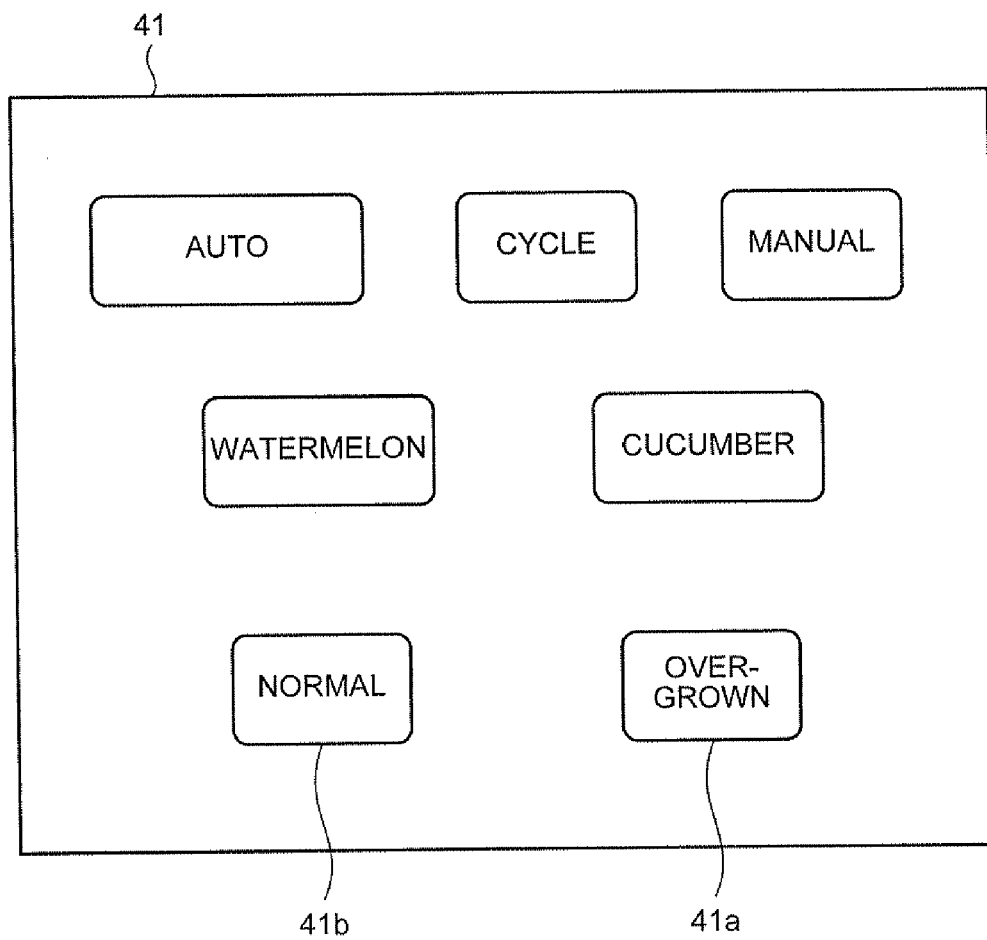 41
AUTO CYCLE MANUAL
WATERMELON CUCUMBER
NORMAL OVER-
GROWN
41b 41a